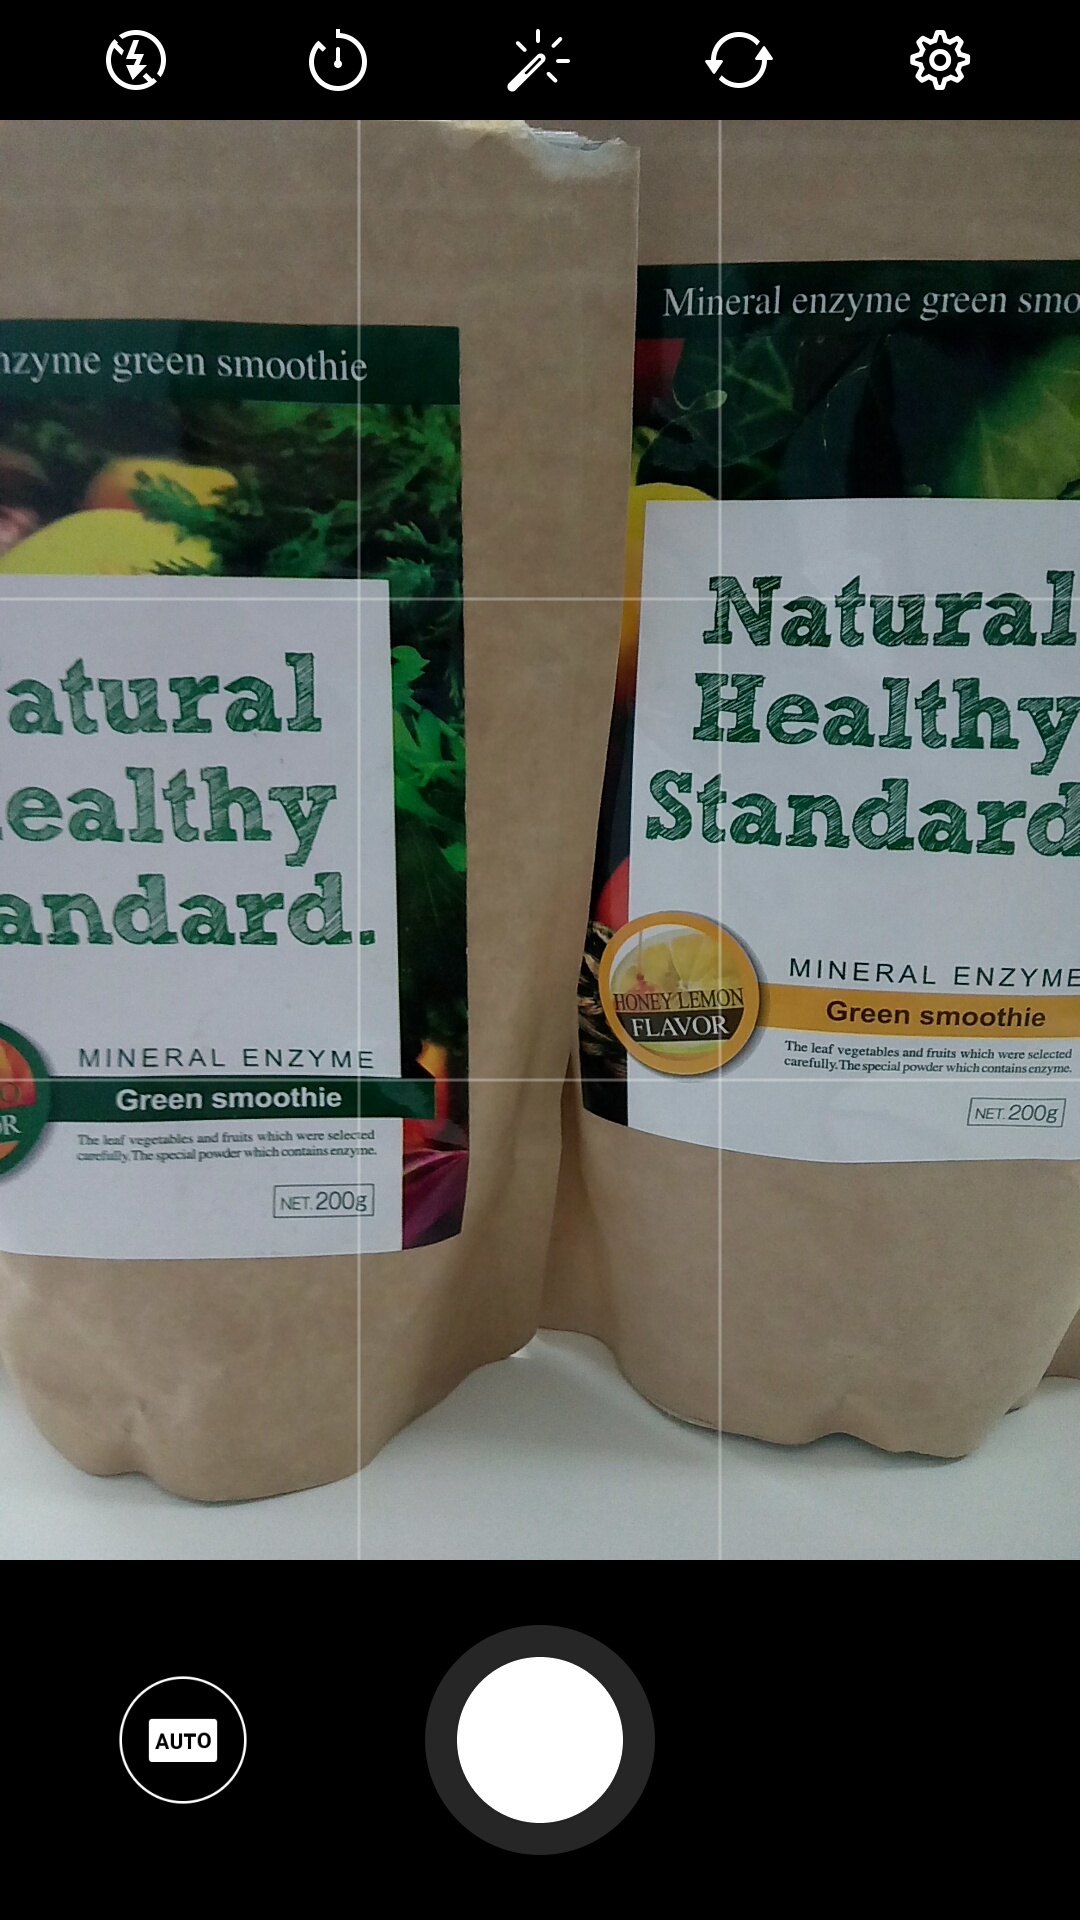 nzyme green smoothie
atural
ealthy
andard.
MINERAL ENZYME
Green smoothie
The leaf vegetables and fruits which were selected
carefully.The special powder which contains enzyme.
NET.200g
Mineral enzyme green smo
Natural
Healthy
Standard
HONEY LEMON
FLAVOR
MINERAL ENZYME
Green smoothie
The leaf vegetables and fruits which were selected
carefully.The special powder which contains enzyme.
NET.200g
AUTO